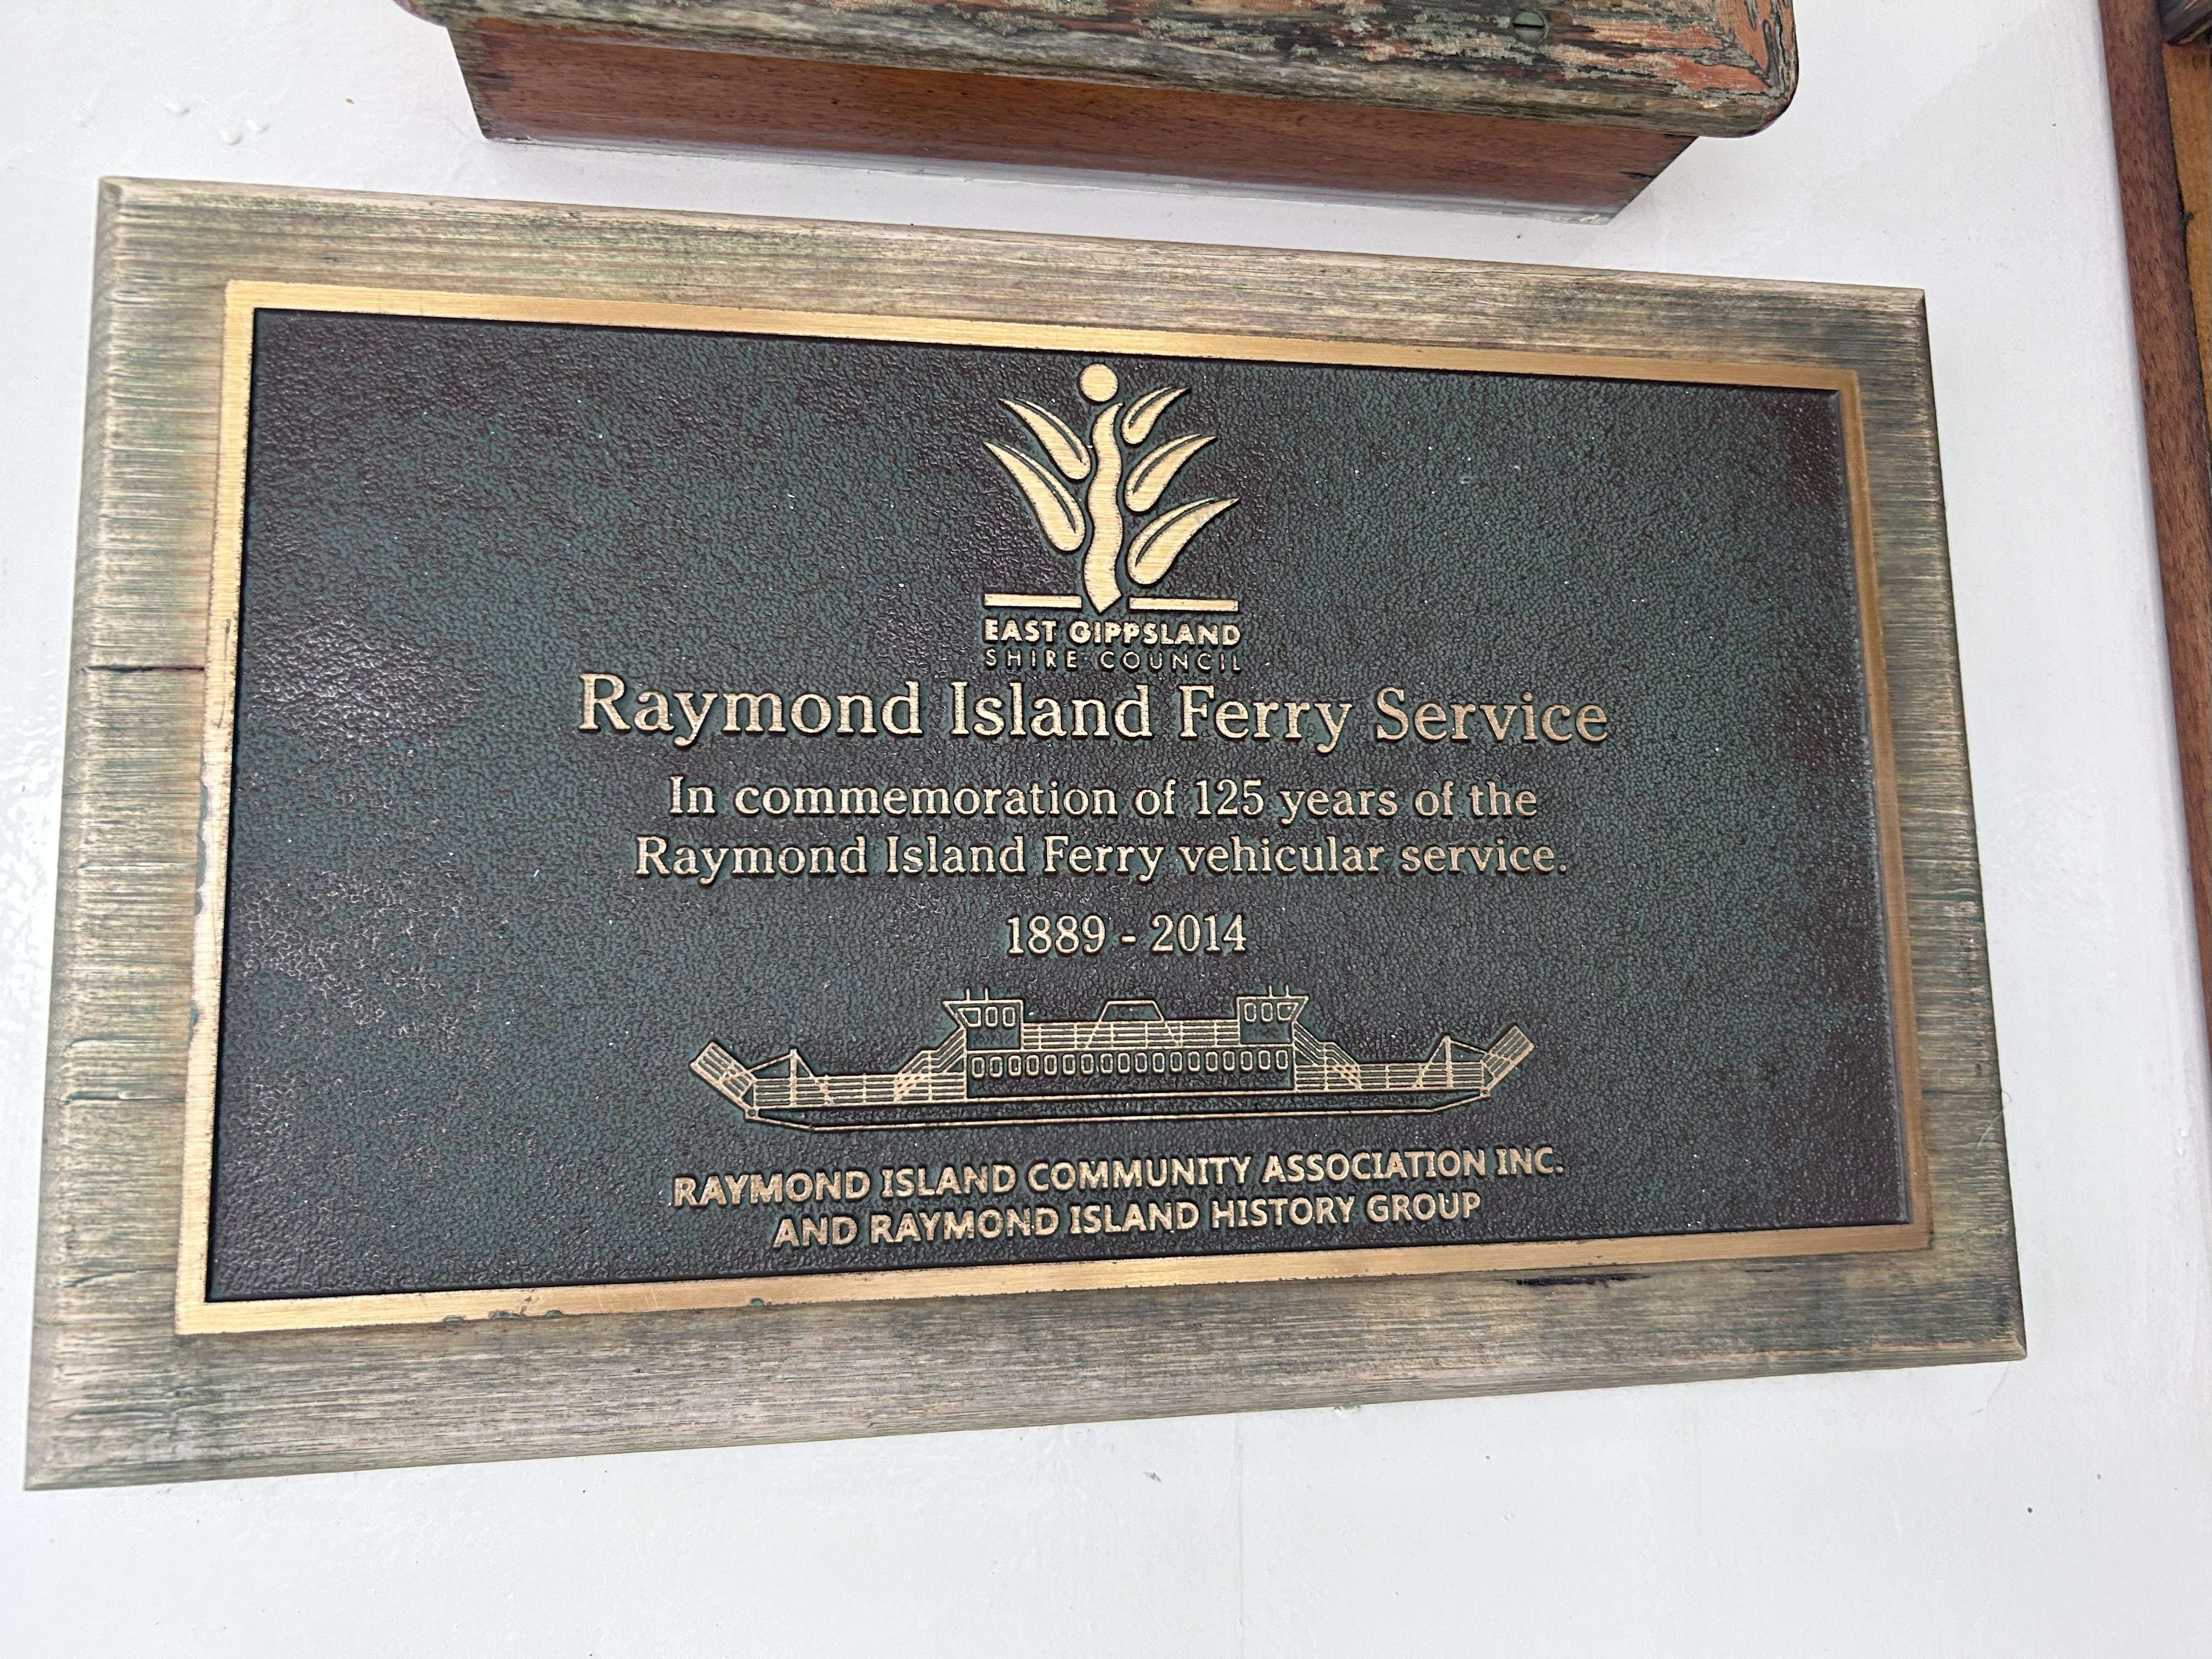 EAST GIPPSLAND
SHIRE COUNCIL
Raymond Island Ferry Service
In commemoration of 125 years of the
Raymond Island Ferry vehicular service.
1889 - 2014
RAYMOND ISLAND COMMUNITY ASSOCIATION INC.
AND RAYMOND ISLAND HISTORY GROUP